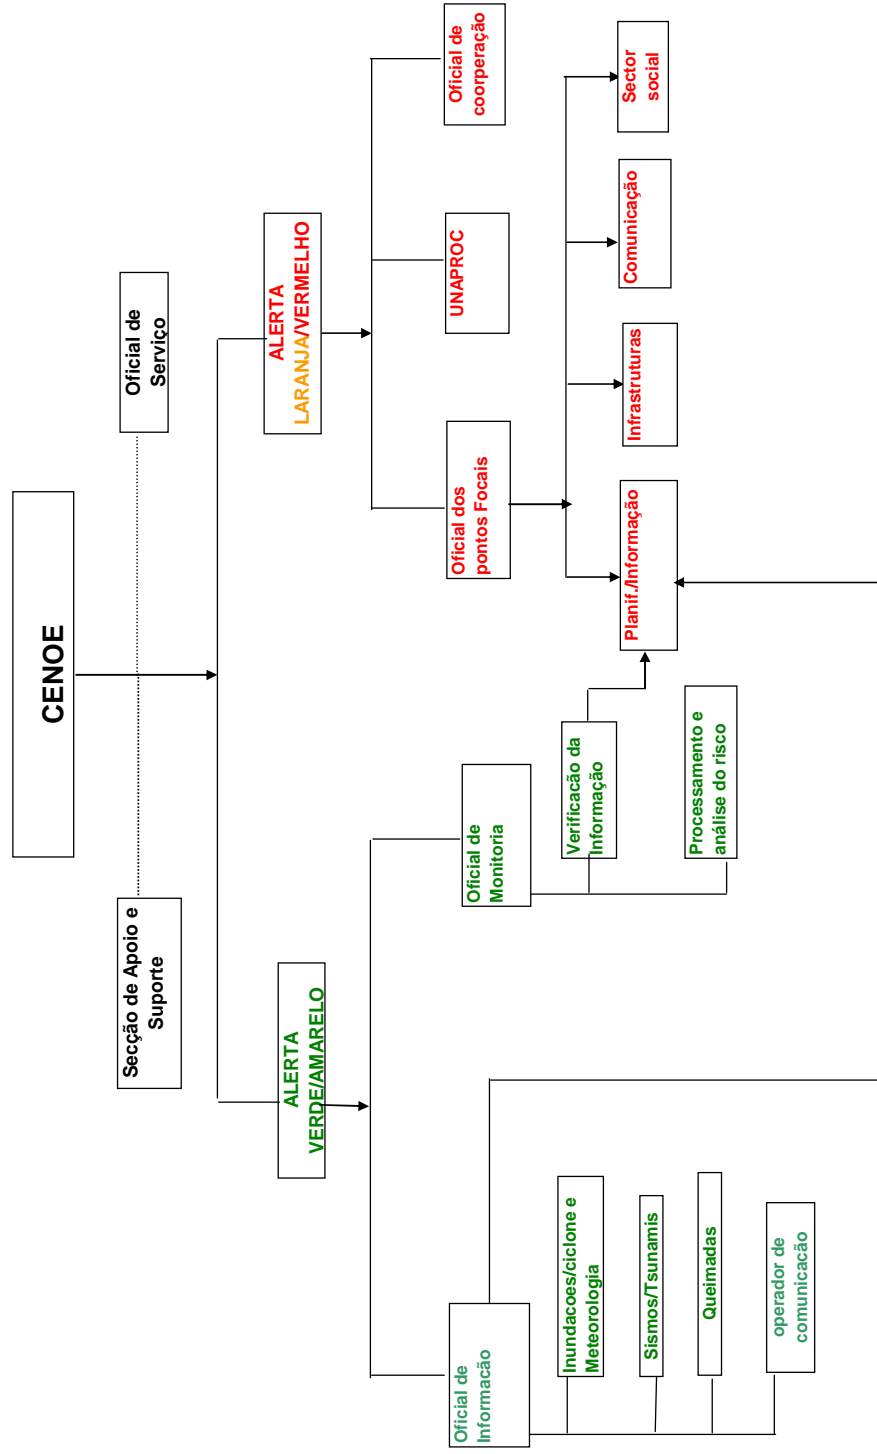 CENOE
Secção de Apoio e
Suporte
Oficial de
Serviço
ALERTA
VERDE/AMARELO
ALERTA
LARANJA/VERMELHO
Oficial de
Informacão
Oficial de
Monitoria
Oficial dos
pontos Focais
UNAPROC
Oficial de
coorperação
Inundacoes/ciclone e
Meteorologia
Sismos/Tsunamis
Queimadas
operador de
comunicacão
Verificacão da
Informação
Processamento e
análise do risco
Planif./Informação
Infrastruturas
Comunicação
Sector
social